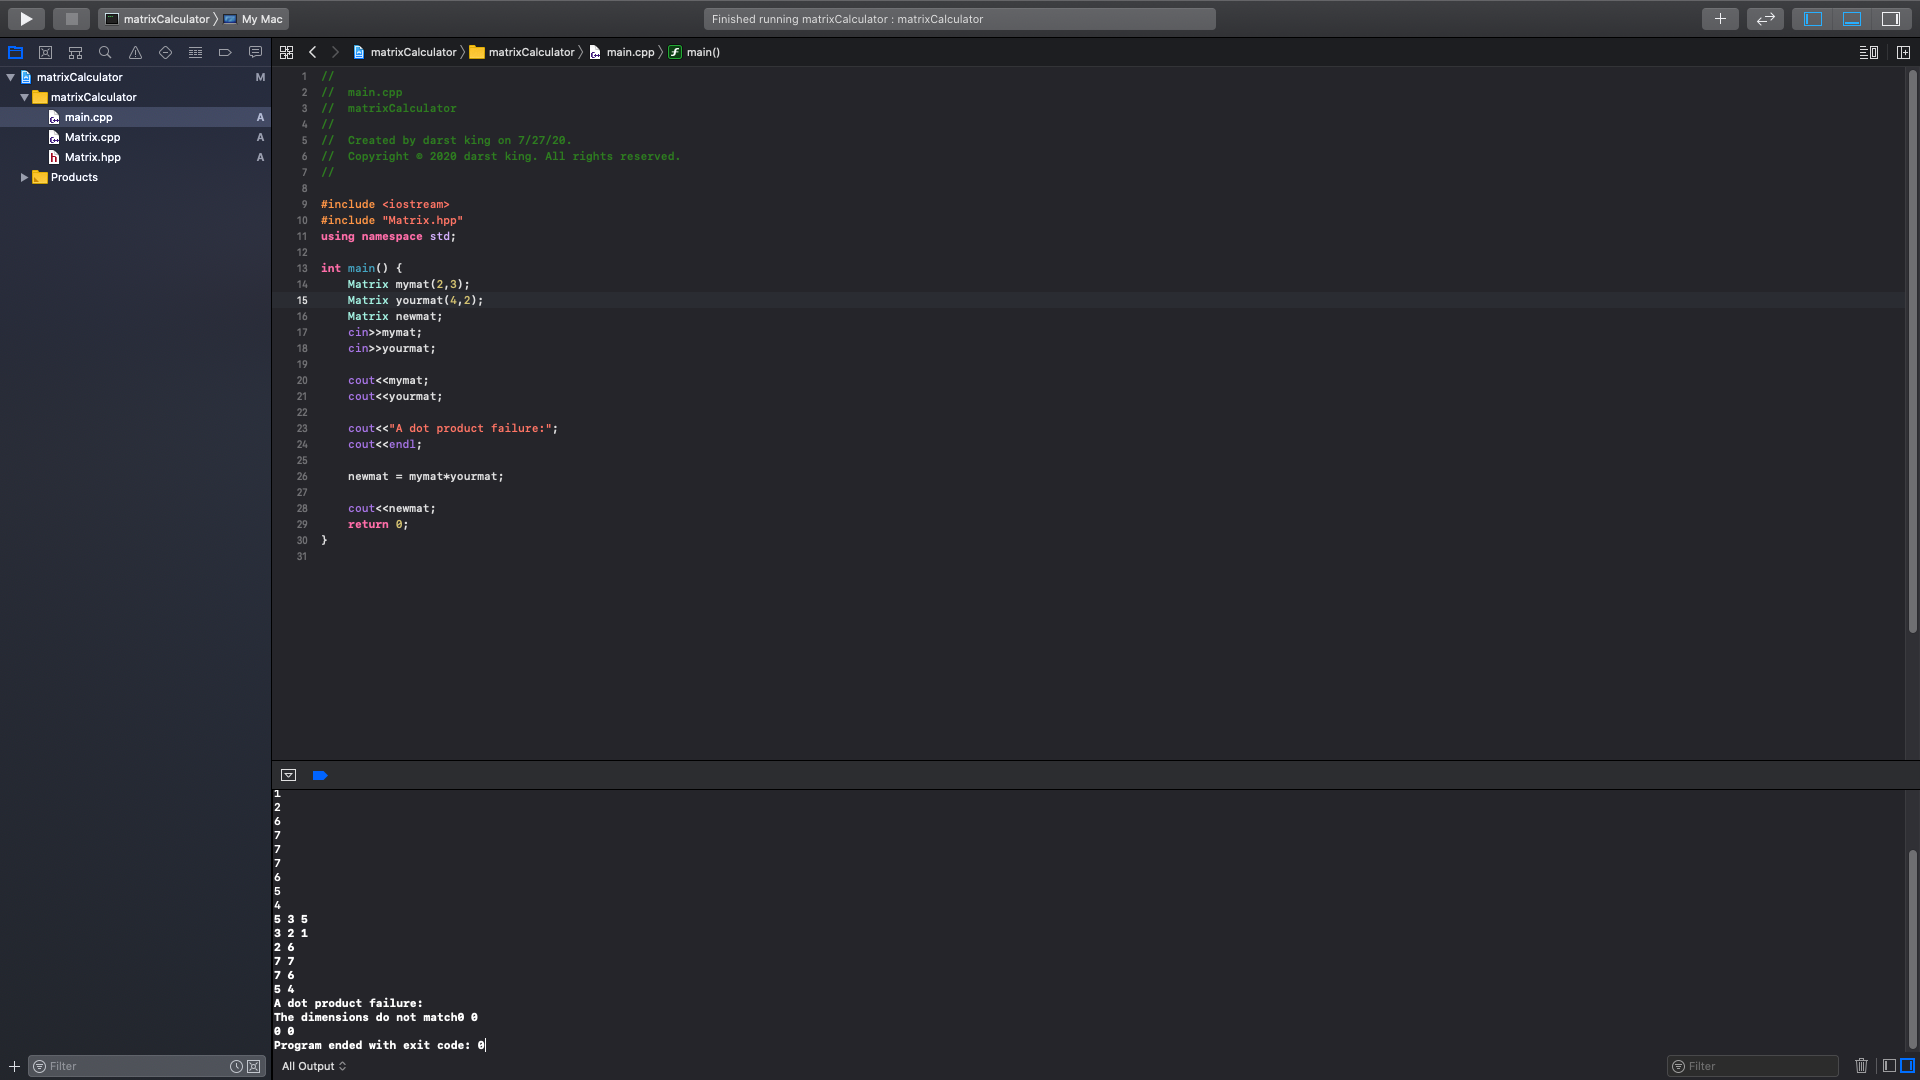 matrixCalculator My Mac
Finished running matrixCalculator : matrixCalculator
matrixCalculator M
matrixCalculator
main.cpp A
Matrix.cpp A
Matrix.hpp A
Products
matrixCalculator matrixCalculator main.cpp main()
1 //
2 //  main.cpp
3 //  matrixCalculator
4 //
5 //  Created by darst king on 7/27/20.
6 //  Copyright © 2020 darst king. All rights reserved.
7 //
8
9 #include <iostream>
10 #include "Matrix.hpp"
11 using namespace std;
12
13 int main() {
14     Matrix mymat(2,3);
15     Matrix yourmat(4,2);
16     Matrix newmat;
17     cin>>mymat;
18     cin>>yourmat;
19
20     cout<<mymat;
21     cout<<yourmat;
22
23     cout<<"A dot product failure:";
24     cout<<endl;
25
26     newmat = mymat*yourmat;
27
28     cout<<newmat;
29     return 0;
30 }
31
1
2
6
7
7
7
6
5
4
5 3 5
3 2 1
2 6
7 7
7 6
5 4
A dot product failure:
The dimensions do not match0 0
0 0
Program ended with exit code: 0
Filter
All Output
Filter